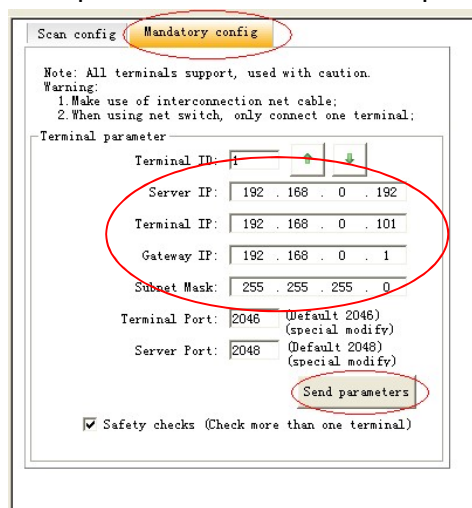 Scan config Mandatory config
Note: All terminals support, used with caution.
Warning:
1.Make use of interconnection net cable;
2.When using net switch, only connect one terminal;
Terminal parameter
Terminal ID: 1
Server IP: 192 . 168 . 0 . 192
Terminal IP: 192 . 168 . 0 . 101
Gateway IP: 192 . 168 . 0 . 1
Subnet Mask: 255 . 255 . 255 . 0
Terminal Port: 2046 (Default 2046)
(special modify)
Server Port: 2048 (Default 2048)
(special modify)
Send parameters
Safety checks (Check more than one terminal)